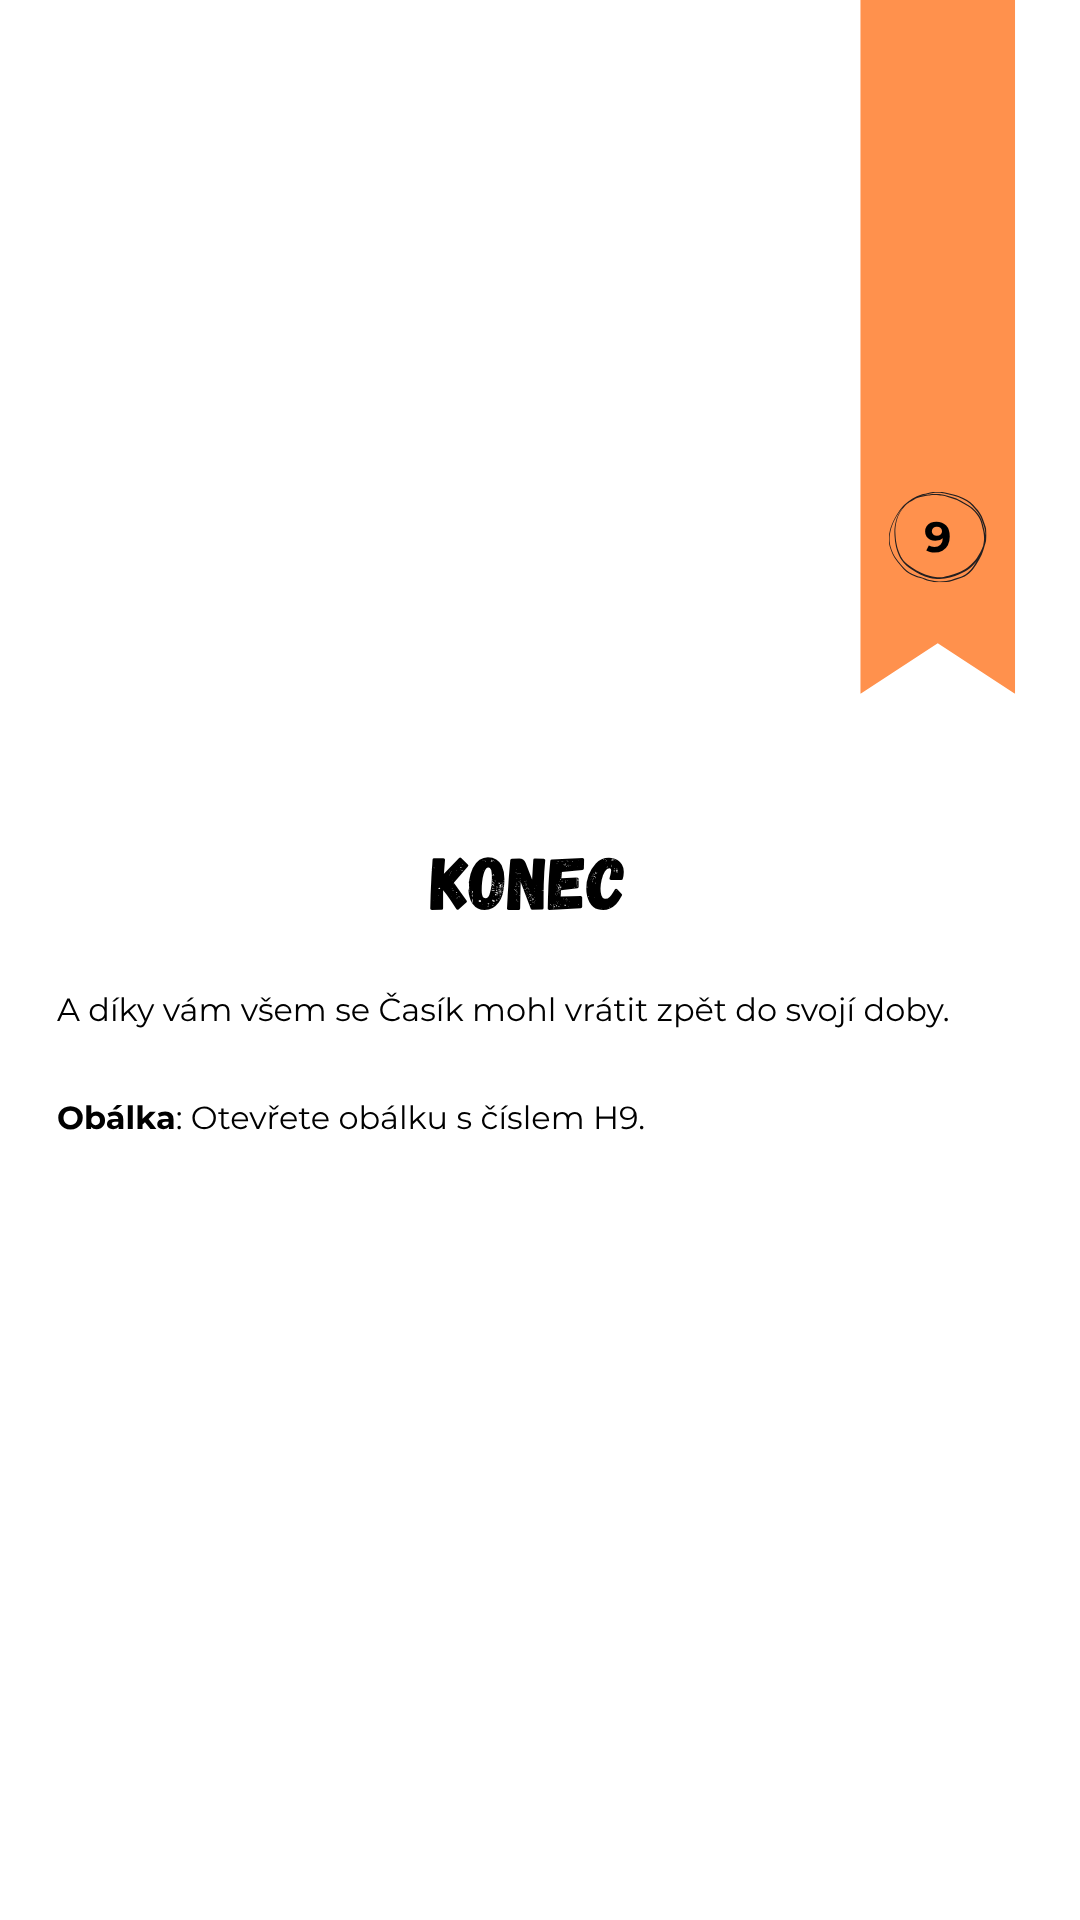 9
KONEC
A díky vám všem se Časík mohl vrátit zpět do svojí doby.
Obálka: Otevřete obálku s číslem H9.